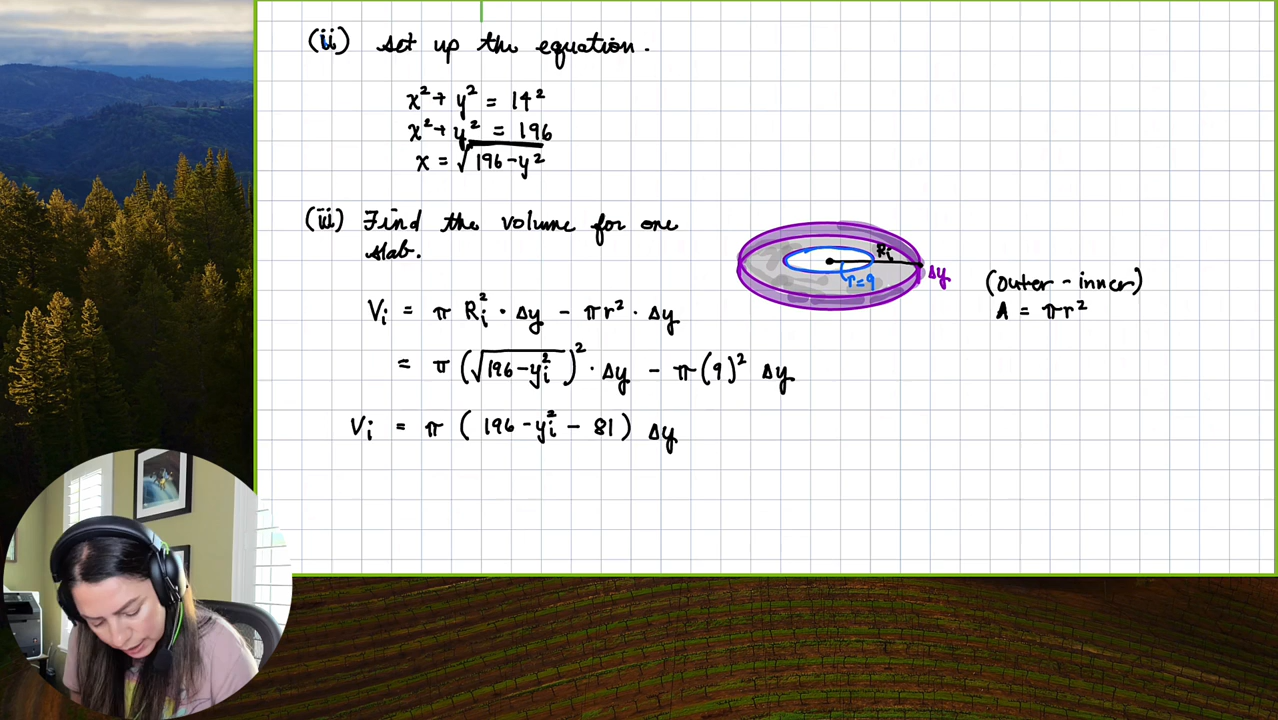 (ii) set up the equation.
x² + y² = 14²
x² + y² = 196
x = √(196-y²)
(iii) Find the volume for one
slab.
Rᵢ
r=9
Δy
(outer - inner)
A = πr²
Vᵢ = π Rᵢ² · Δy - πr² · Δy
= π (√(196-yᵢ²))² · Δy - π(9)² Δy
Vᵢ = π ( 196 - yᵢ² - 81) Δy